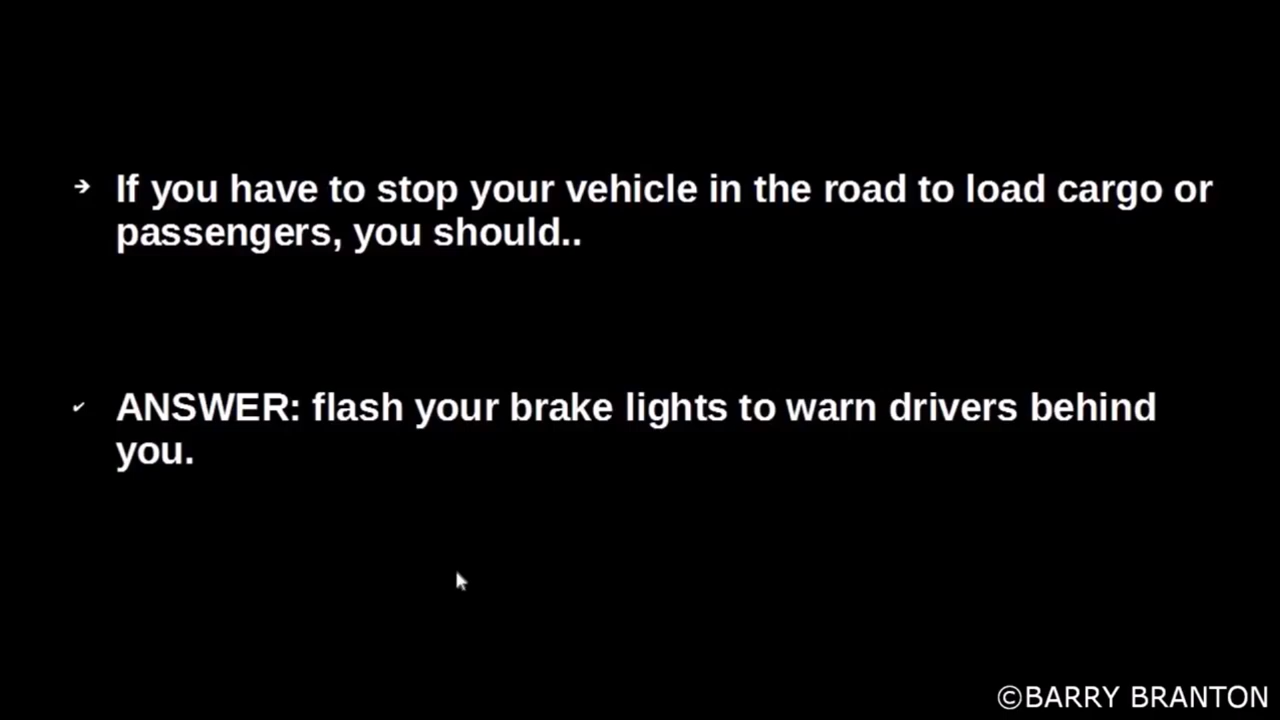 ➔ If you have to stop your vehicle in the road to load cargo or
passengers, you should..
✔ ANSWER: flash your brake lights to warn drivers behind
you.
©BARRY BRANTON